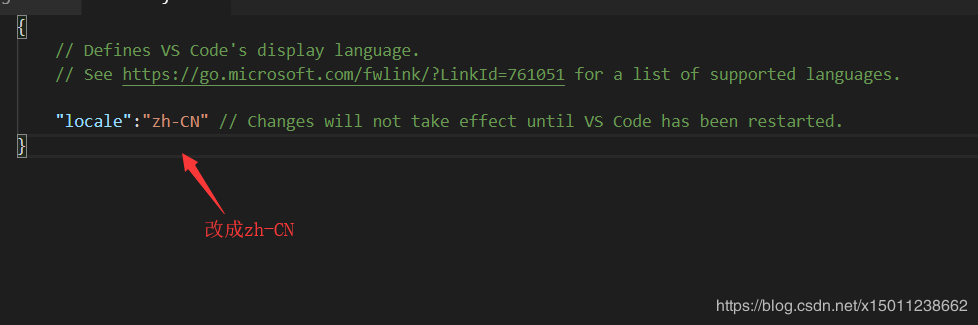 {
// Defines VS Code's display language.
// See https://go.microsoft.com/fwlink/?LinkId=761051 for a list of supported languages.
"locale":"zh-CN" // Changes will not take effect until VS Code has been restarted.
}
改成zh-CN
https://blog.csdn.net/x15011238662